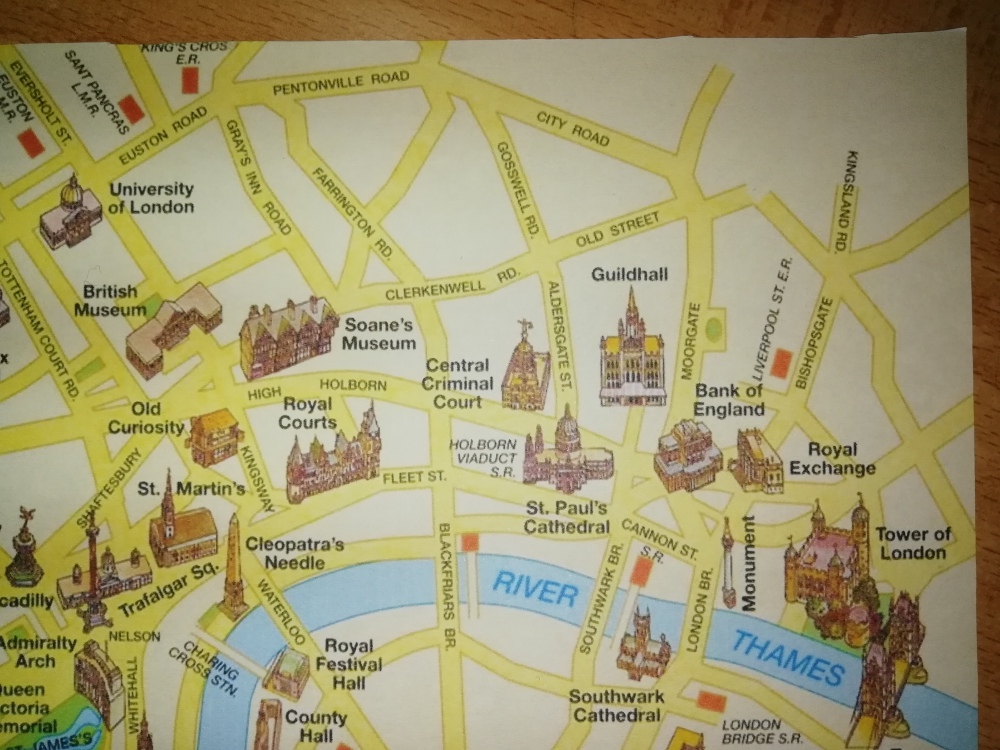 KING'S CROS
E.R.
SANT PANCRAS
L.M.R.
EVERSHOLT ST.
EUSTON
M.R.
PENTONVILLE ROAD
EUSTON ROAD
CITY ROAD
GRAY'S INN ROAD
FARRINGTON RD.
GOSSWELL RD.
KINGSLAND RD.
University
of London
OLD STREET
TOTTENHAM COURT RD.
British
Museum
CLERKENWELL RD.
Guildhall
LIVERPOOL ST. E.R.
BISHOPSGATE
ALDERSGATE ST.
MOORGATE
Soane's
Museum
x
Central
Criminal
Court
HIGH HOLBORN
Bank of
England
Old
Curiosity
Royal
Courts
KINGSWAY
HOLBORN
VIADUCT
S.R.
Royal
Exchange
SHAFTESBURY
St. Martin's
FLEET ST.
St. Paul's
Cathedral
CANNON ST.
S.R.
Monument
Tower of
London
Cleopatra's
Needle
BLACKFRIARS BR.
Trafalgar Sq.
cadilly
WATERLOO
RIVER
SOUTHWARK BR.
LONDON BR.
THAMES
NELSON
Admiralty
Arch
CHARING
CROSS STN.
Royal
Festival
Hall
WHITEHALL
ueen
ctoria
emorial
Southwark
Cathedral
County
Hall
LONDON
BRIDGE S.R.
ST. JAMES'S